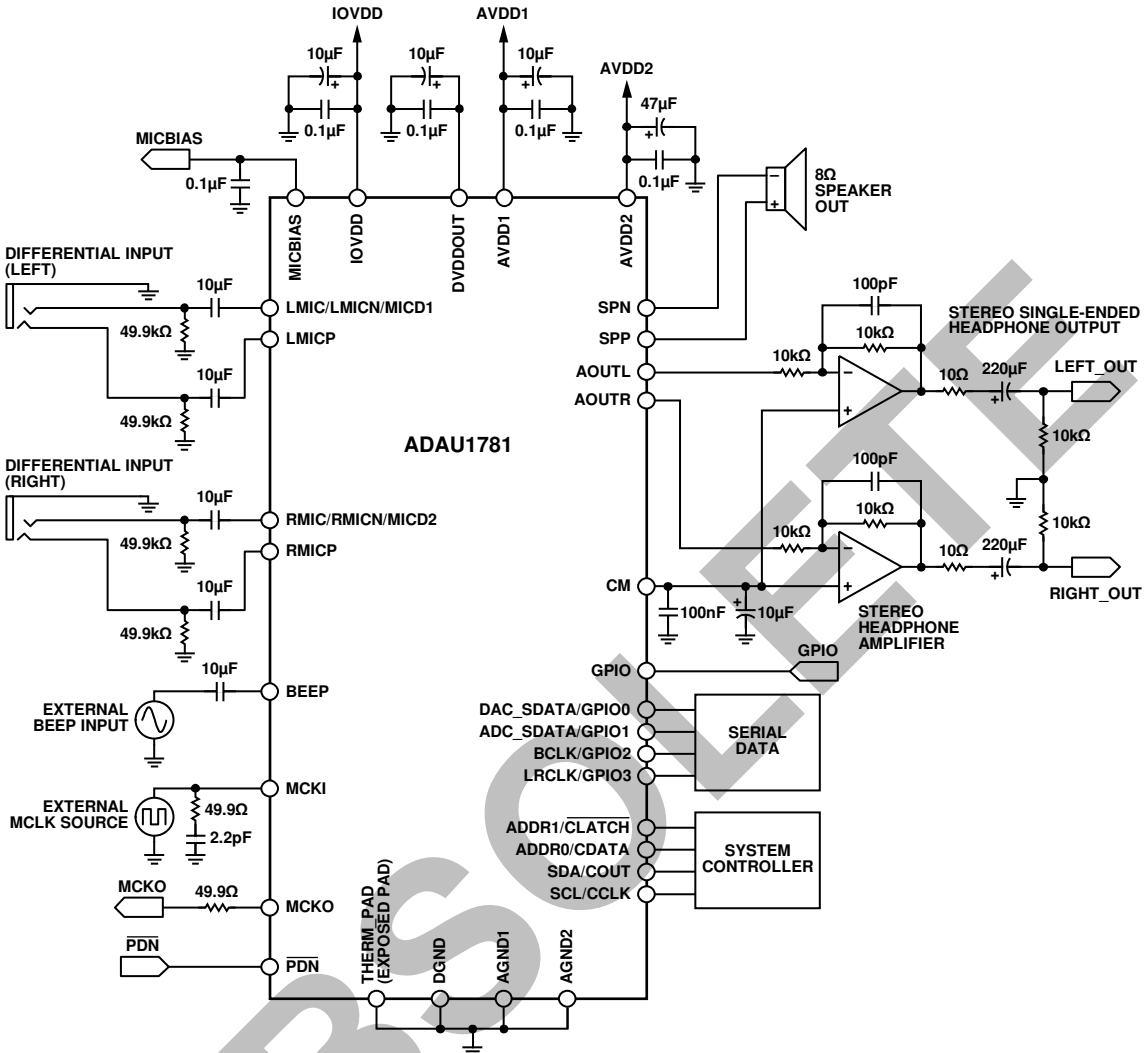 IOVDD
AVDD1
AVDD2
10µF
10µF
10µF
47µF
0.1µF
0.1µF
0.1µF
0.1µF
MICBIAS
0.1µF
8Ω
SPEAKER
OUT
MICBIAS
IOVDD
DVDDOUT
AVDD1
AVDD2
DIFFERENTIAL INPUT
(LEFT)
10µF
49.9kΩ
10µF
49.9kΩ
LMIC/LMICN/MICD1
LMICP
DIFFERENTIAL INPUT
(RIGHT)
10µF
49.9kΩ
10µF
49.9kΩ
RMIC/RMICN/MICD2
RMICP
ADAU1781
SPN
SPP
AOUTL
AOUTR
100pF
10kΩ
10kΩ
STEREO SINGLE-ENDED
HEADPHONE OUTPUT
10Ω
220µF
+
LEFT_OUT
10kΩ
100pF
10kΩ
10kΩ
10kΩ
10Ω
220µF
+
RIGHT_OUT
CM
100nF
10µF
STEREO
HEADPHONE
AMPLIFIER
10µF
EXTERNAL
BEEP INPUT
BEEP
GPIO
GPIO
DAC_SDATA/GPIO0
ADC_SDATA/GPIO1
BCLK/GPIO2
LRCLK/GPIO3
SERIAL
DATA
EXTERNAL
MCLK SOURCE
49.9Ω
2.2pF
MCKI
ADDR1/CLATCH
ADDR0/CDATA
SDA/COUT
SCL/CCLK
SYSTEM
CONTROLLER
MCKO
49.9Ω
MCKO
PDN
PDN
THERM_PAD
(EXPOSED PAD)
DGND
AGND1
AGND2
OBSOLETE